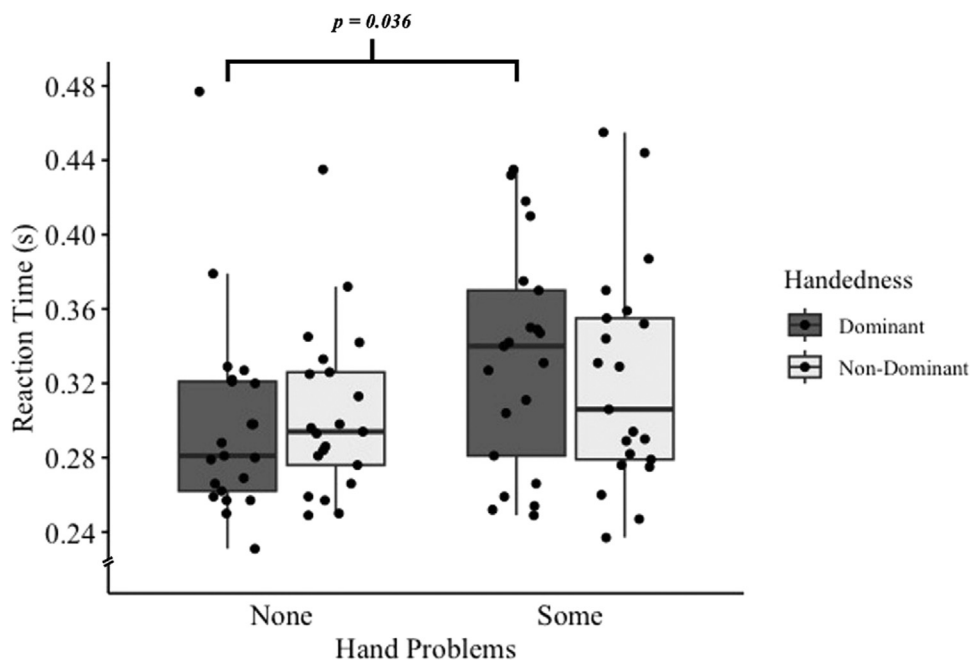 p = 0.036
0.48
0.44
0.40
0.36
0.32
0.28
0.24
Reaction Time (s)
None
Some
Hand Problems
Handedness
Dominant
Non-Dominant